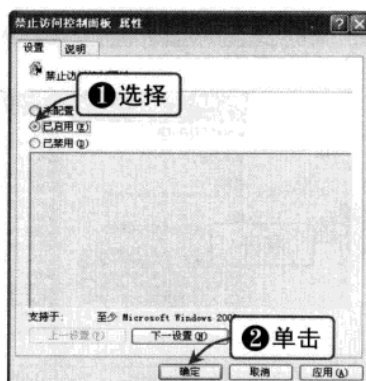 禁止访问控制面板 属性
设置 说明
禁止访
❶选择
配置
已启用(E)
已禁用(D)
支持于: 至少 Microsoft Windows 200
上一设置(P) 下一设置(N)
❷单击
确定 取消 应用(A)